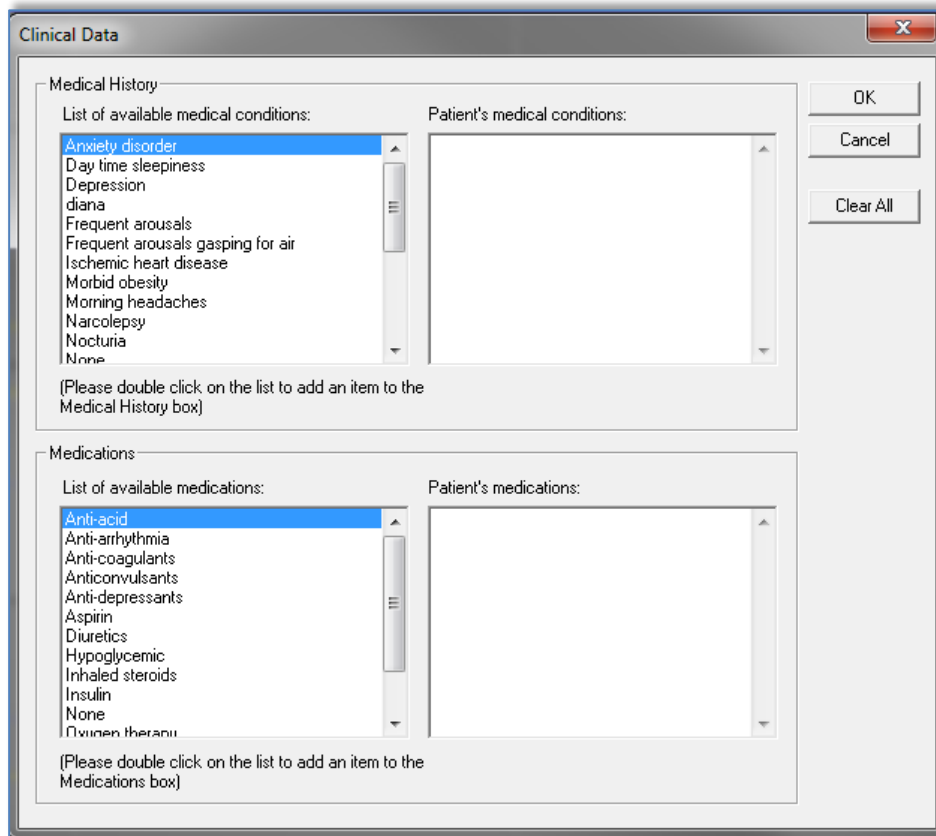 Clinical Data
Medical History
List of available medical conditions:
Anxiety disorder
Day time sleepiness
Depression
diana
Frequent arousals
Frequent arousals gasping for air
Ischemic heart disease
Morbid obesity
Morning headaches
Narcolepsy
Nocturia
None
(Please double click on the list to add an item to the
Medical History box)
Patient's medical conditions:
OK
Cancel
Clear All
Medications
List of available medications:
Anti-acid
Anti-arrhythmia
Anti-coagulants
Anticonvulsants
Anti-depressants
Aspirin
Diuretics
Hypoglycemic
Inhaled steroids
Insulin
None
Oxygen therapy
(Please double click on the list to add an item to the
Medications box)
Patient's medications: